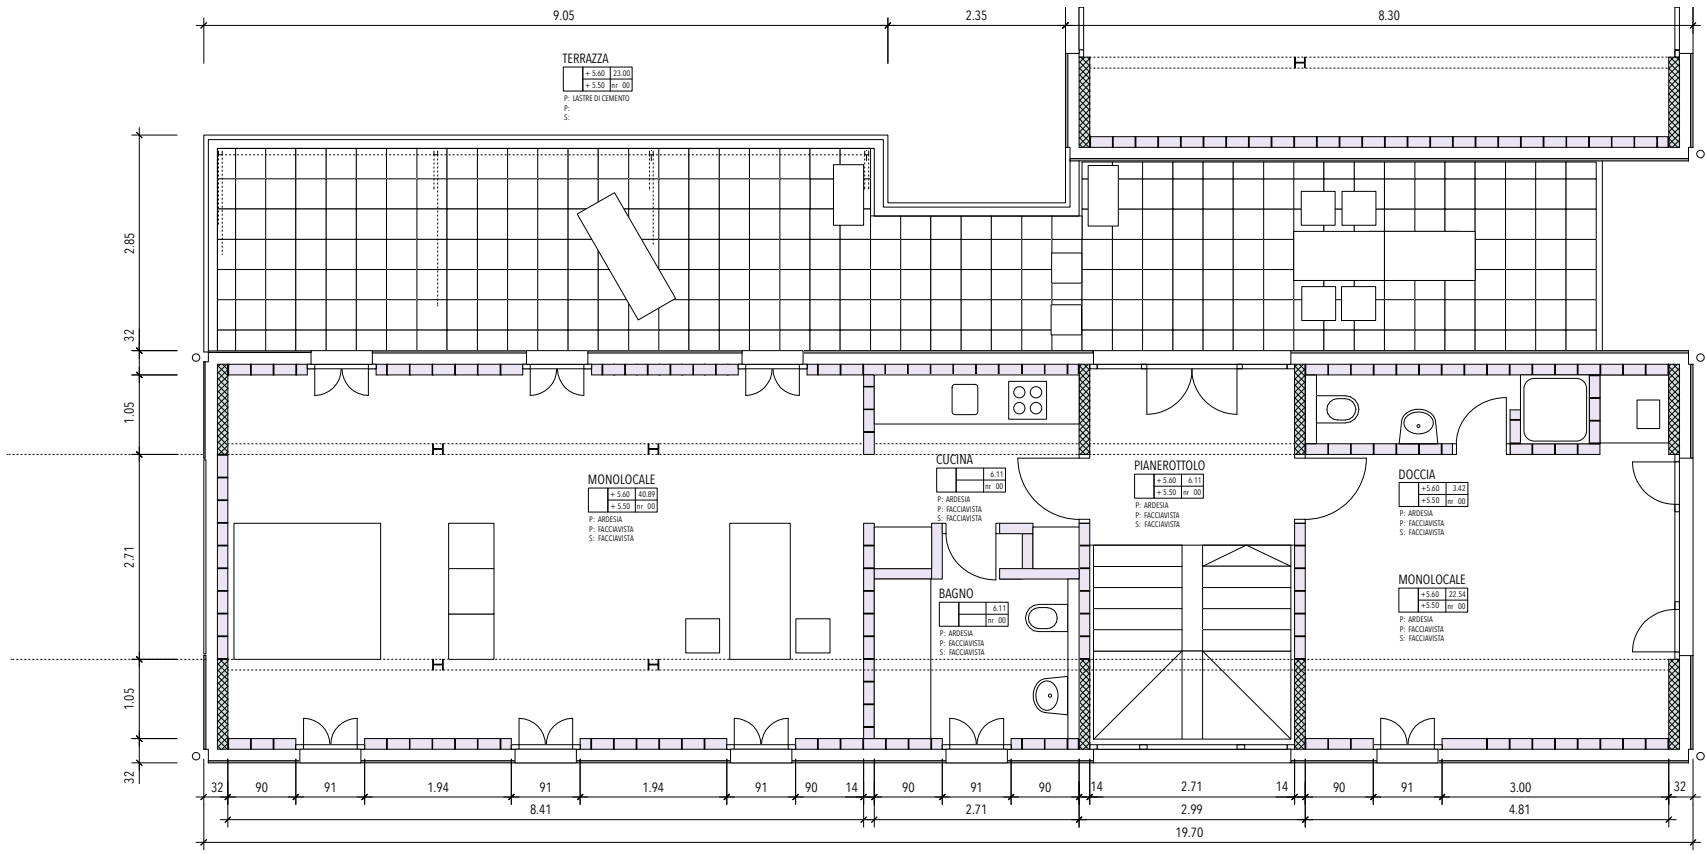 9.05
2.35
8.30
TERRAZZA
+ 5.60 23.00
+ 5.50 nr 00
P: LASTRE DI CEMENTO
P:
S:
2.85
32
1.05
2.71
1.05
32
MONOLOCALE
+ 5.60 40.89
+ 5.50 nr 00
P: ARDESIA
P: FACCIAVISTA
S: FACCIAVISTA
CUCINA
6.11
nr 00
P: ARDESIA
P: FACCIAVISTA
S: FACCIAVISTA
PIANEROTTOLO
+ 5.60 6.11
+ 5.50 nr 00
P: ARDESIA
P: FACCIAVISTA
S: FACCIAVISTA
DOCCIA
+5.60 3.42
+5.50 nr 00
P: ARDESIA
P: FACCIAVISTA
S: FACCIAVISTA
BAGNO
6.11
nr 00
P: ARDESIA
P: FACCIAVISTA
S: FACCIAVISTA
MONOLOCALE
+5.60 22.54
+5.50 nr 00
P: ARDESIA
P: FACCIAVISTA
S: FACCIAVISTA
32 90 91 1.94 91 1.94 91 90 14 90 91 90 14 2.71 14 90 91 3.00 32
8.41 2.71 2.99 4.81
19.70